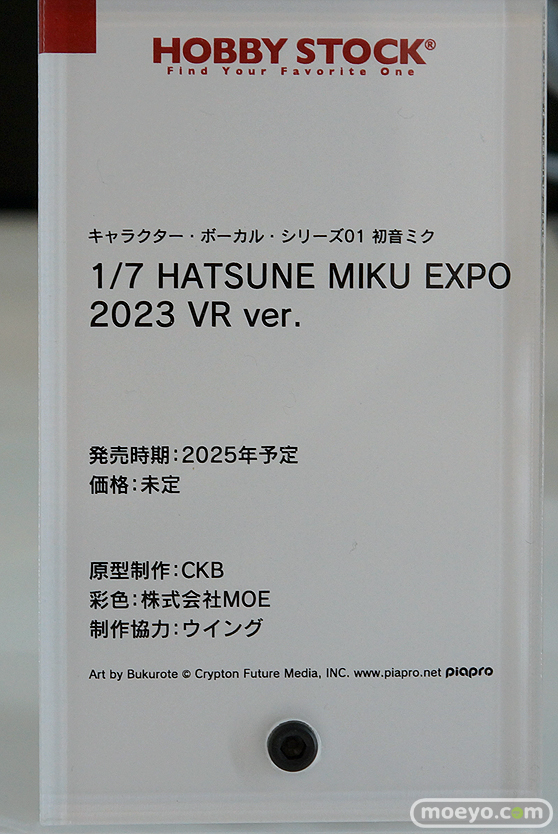 HOBBY STOCK®
Find Your Favorite One
キャラクター・ボーカル・シリーズ01 初音ミク
1/7 HATSUNE MIKU EXPO
2023 VR ver.
発売時期：2025年予定
価格：未定
原型制作：CKB
彩色：株式会社MOE
制作協力：ウイング
Art by Bukurote © Crypton Future Media, INC. www.piapro.net piapro
moeyo.com